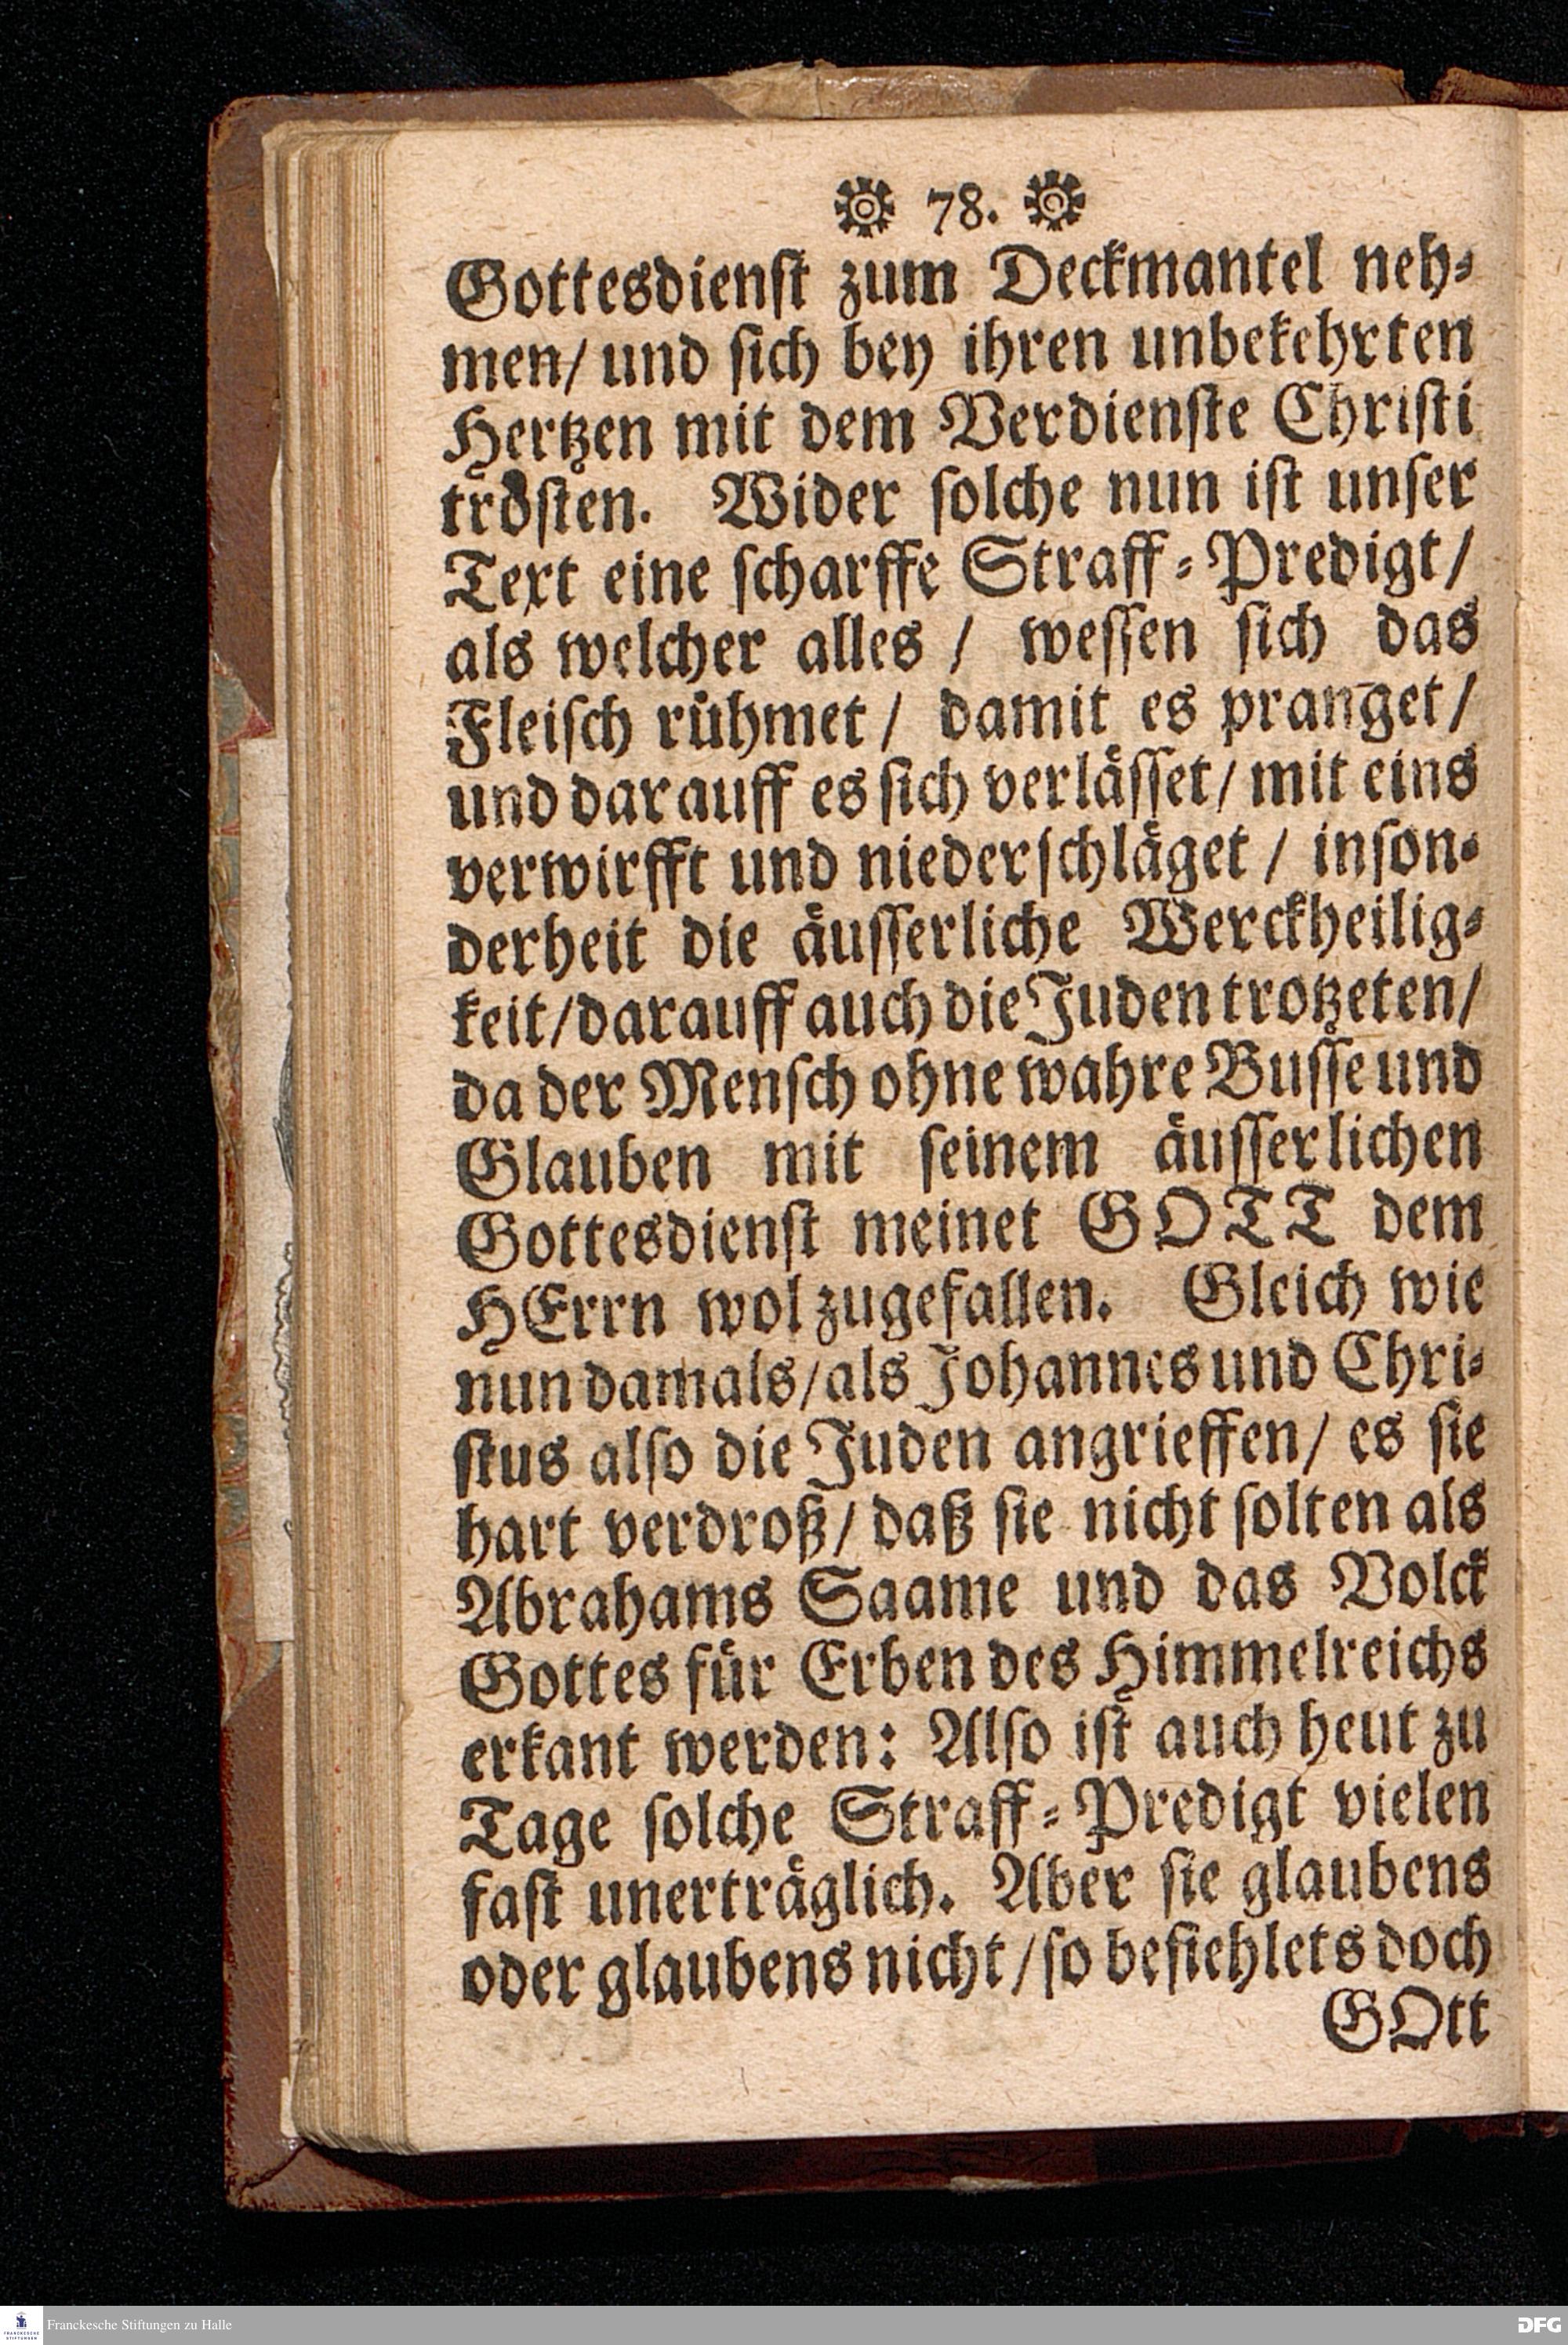 78.
Gottesdienst zum Deckmantel neh-
men/ und sich bey ihren unbekehrten
Hertzen mit dem Verdienste Christi
trösten. Wider solche nun ist unser
Text eine scharffe Straff-Predigt/
als welcher alles / wessen sich das
Fleisch rühmet / damit es pranget/
und darauff es sich verlässet/ mit eins
verwirfft und niederschläget / inson-
derheit die äusserliche Werckheilig-
keit/darauff auch die Juden trotzeten/
da der Mensch ohne wahre Busse und
Glauben mit seinem äusserlichen
Gottesdienst meinet GOTT dem
HErrn wol zugefallen. Gleich wie
nun damals/als Johannes und Chri-
stus also die Juden angrieffen/ es sie
hart verdroß/ daß sie nicht solten als
Abrahams Saame und das Volck
Gottes für Erben des Himmelreichs
erkant werden: Also ist auch heut zu
Tage solche Straff-Predigt vielen
fast unerträglich. Aber sie glaubens
oder glaubens nicht/so befiehlets doch
GOtt
FRANCKESCHE STIFTUNGEN
Franckesche Stiftungen zu Halle
DFG